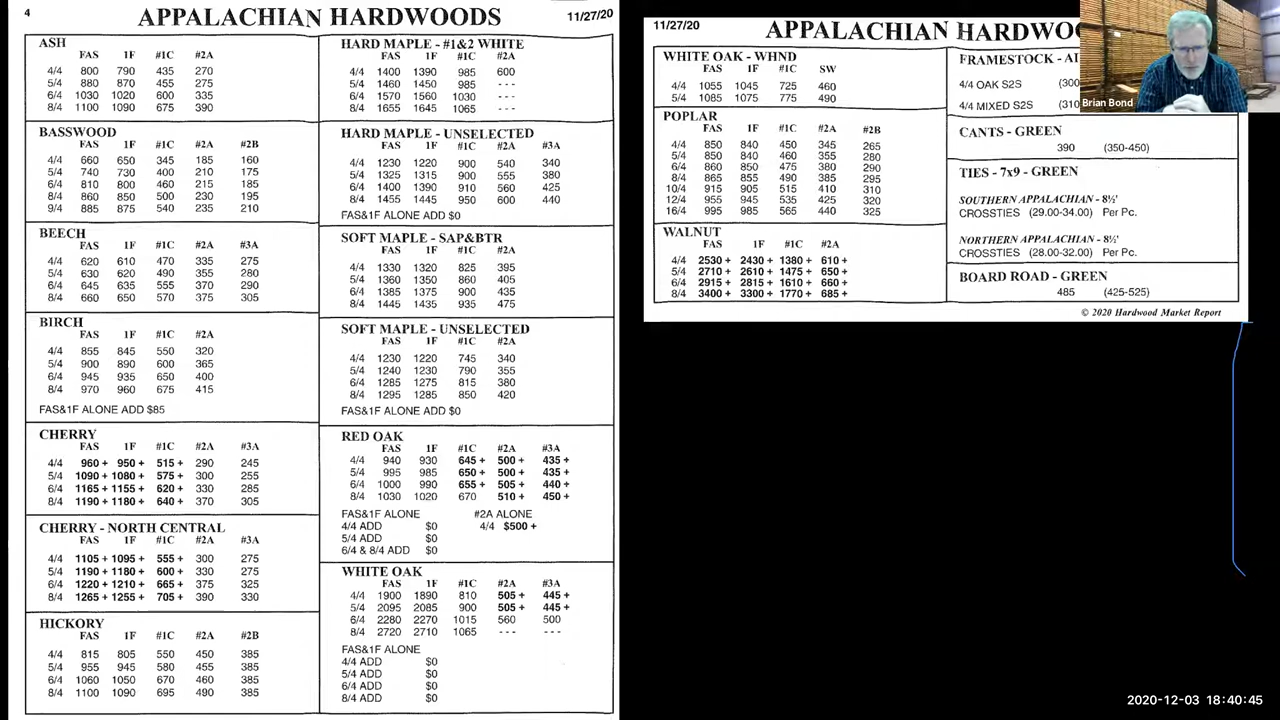 4
APPALACHIAN HARDWOODS
11/27/20
ASH
FAS 1F #1C #2A
4/4 800 790 435 270
5/4 880 870 455 275
6/4 1030 1020 600 335
8/4 1100 1090 675 390
BASSWOOD
FAS 1F #1C #2A #2B
4/4 660 650 345 185 160
5/4 740 730 400 210 175
6/4 810 800 460 215 185
8/4 860 850 500 230 195
9/4 885 875 540 235 210
BEECH
FAS 1F #1C #2A #3A
4/4 620 610 470 335 275
5/4 630 620 490 355 280
6/4 645 635 555 370 290
8/4 660 650 570 375 305
BIRCH
FAS 1F #1C #2A
4/4 855 845 550 320
5/4 900 890 600 365
6/4 945 935 650 400
8/4 970 960 675 415
FAS&1F ALONE ADD $85
CHERRY
FAS 1F #1C #2A #3A
4/4 960 + 950 + 515 + 290 245
5/4 1090 + 1080 + 575 + 300 255
6/4 1165 + 1155 + 620 + 330 285
8/4 1190 + 1180 + 640 + 370 305
CHERRY - NORTH CENTRAL
FAS 1F #1C #2A #3A
4/4 1105 + 1095 + 555 + 300 275
5/4 1190 + 1180 + 600 + 330 275
6/4 1220 + 1210 + 665 + 375 325
8/4 1265 + 1255 + 705 + 390 330
HICKORY
FAS 1F #1C #2A #2B
4/4 815 805 550 450 385
5/4 955 945 580 455 385
6/4 1060 1050 670 460 385
8/4 1100 1090 695 490 385
HARD MAPLE - #1&2 WHITE
FAS 1F #1C #2A
4/4 1400 1390 985 600
5/4 1460 1450 985 - - -
6/4 1570 1560 1030 - - -
8/4 1655 1645 1065 - - -
HARD MAPLE - UNSELECTED
FAS 1F #1C #2A #3A
4/4 1230 1220 900 540 340
5/4 1325 1315 900 555 380
6/4 1400 1390 910 560 425
8/4 1455 1445 950 600 440
FAS&1F ALONE ADD $0
SOFT MAPLE - SAP&BTR
FAS 1F #1C #2A
4/4 1330 1320 825 395
5/4 1360 1350 860 405
6/4 1385 1375 900 435
8/4 1445 1435 935 475
SOFT MAPLE - UNSELECTED
FAS 1F #1C #2A
4/4 1230 1220 745 340
5/4 1240 1230 790 355
6/4 1285 1275 815 380
8/4 1295 1285 850 420
FAS&1F ALONE ADD $0
RED OAK
FAS 1F #1C #2A #3A
4/4 940 930 645 + 500 + 435 +
5/4 995 985 650 + 500 + 435 +
6/4 1000 990 655 + 505 + 440 +
8/4 1030 1020 670 510 + 450 +
FAS&1F ALONE #2A ALONE
4/4 ADD $0 4/4 $500 +
5/4 ADD $0
6/4 & 8/4 ADD $0
WHITE OAK
FAS 1F #1C #2A #3A
4/4 1900 1890 810 505 + 445 +
5/4 2095 2085 900 505 + 445 +
6/4 2280 2270 1015 560 500
8/4 2720 2710 1065 - - - - - -
FAS&1F ALONE
4/4 ADD $0
5/4 ADD $0
6/4 ADD $0
8/4 ADD $0
11/27/20
APPALACHIAN HARDWO
WHITE OAK - WHND
FAS 1F #1C SW
4/4 1055 1045 725 460
5/4 1085 1075 775 490
POPLAR
FAS 1F #1C #2A #2B
4/4 850 840 450 345 265
5/4 850 840 460 355 280
6/4 860 850 475 380 290
8/4 865 855 490 385 295
10/4 915 905 515 410 310
12/4 955 945 535 425 320
16/4 995 985 565 440 325
WALNUT
FAS 1F #1C #2A
4/4 2530 + 2430 + 1380 + 610 +
5/4 2710 + 2610 + 1475 + 650 +
6/4 2915 + 2815 + 1610 + 660 +
8/4 3400 + 3300 + 1770 + 685 +
FRAMESTOCK -
4/4 OAK S2S (300
4/4 MIXED S2S (310
Brian Bond
CANTS - GREEN
390 (350-450)
TIES - 7x9 - GREEN
SOUTHERN APPALACHIAN - 8½'
CROSSTIES (29.00-34.00) Per Pc.
NORTHERN APPALACHIAN - 8½'
CROSSTIES (28.00-32.00) Per Pc.
BOARD ROAD - GREEN
485 (425-525)
© 2020 Hardwood Market Report
2020-12-03 18:40:45